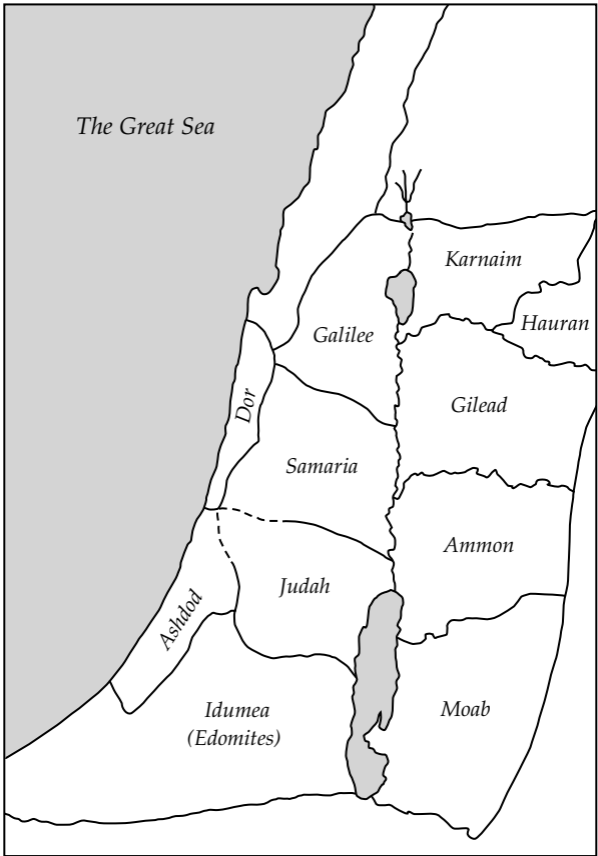 The Great Sea
Karnaim
Hauran
Galilee
Dor
Gilead
Samaria
Ammon
Judah
Ashdod
Idumea
(Edomites)
Moab